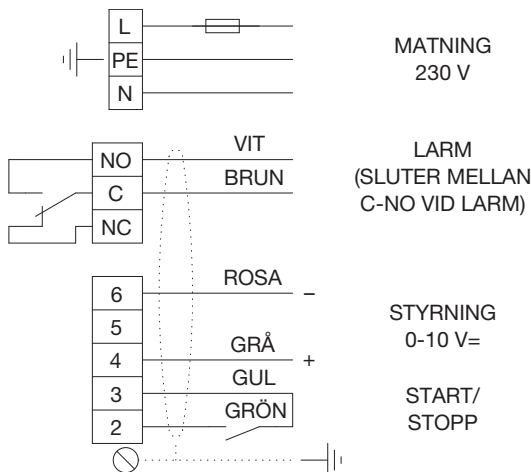 L
PE
N
MATNING
230 V
NO
C
NC
VIT
BRUN
LARM
(SLUTER MELLAN
C-NO VID LARM)
6
5
4
3
2
ROSA
–
GRÅ
+
GUL
GRÖN
STYRNING
0-10 V=
START/
STOPP